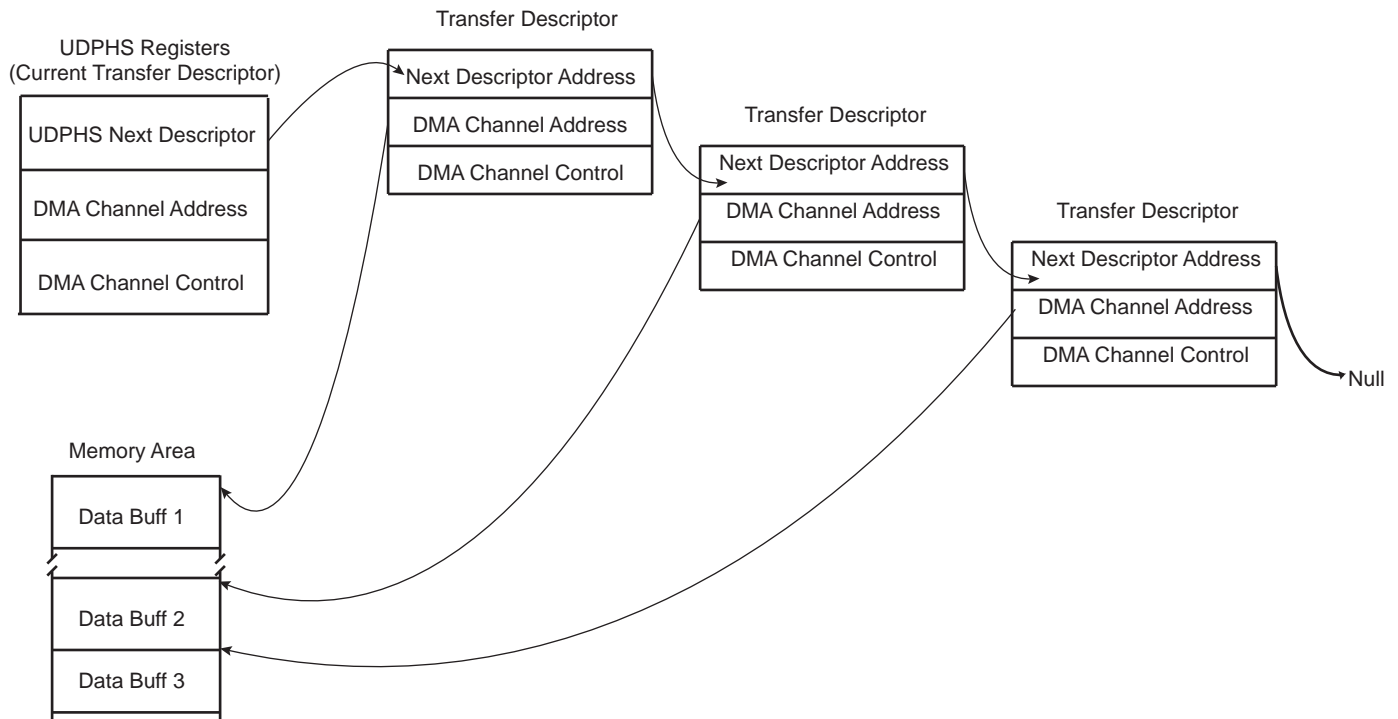 UDPHS Registers
(Current Transfer Descriptor)
UDPHS Next Descriptor
DMA Channel Address
DMA Channel Control
Transfer Descriptor
Next Descriptor Address
DMA Channel Address
DMA Channel Control
Transfer Descriptor
Next Descriptor Address
DMA Channel Address
DMA Channel Control
Transfer Descriptor
Next Descriptor Address
DMA Channel Address
DMA Channel Control
Null
Memory Area
Data Buff 1
Data Buff 2
Data Buff 3